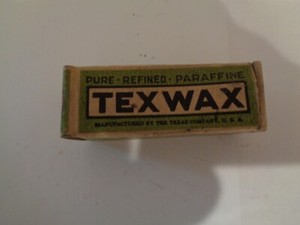 PURE - REFINED - PARAFFINE
TEXWAX
MANUFACTURED BY THE TEXAS COMPANY, U. S. A.